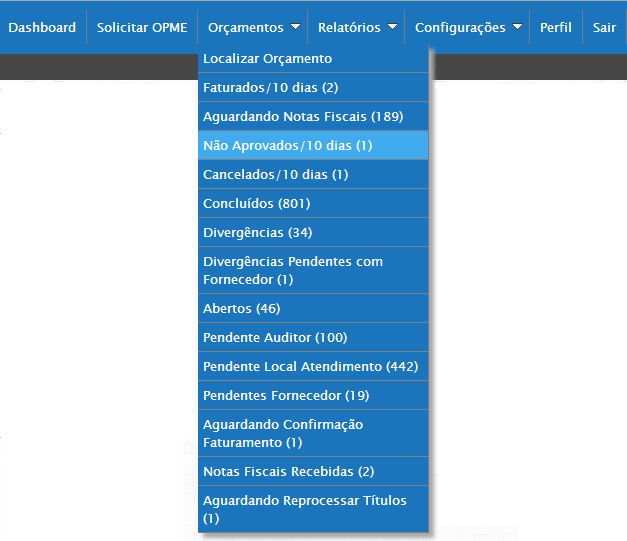 Dashboard Solicitar OPME Orçamentos Relatórios Configurações Perfil Sair
Localizar Orçamento
Faturados/10 dias (2)
Aguardando Notas Fiscais (189)
Não Aprovados/10 dias (1)
Cancelados/10 dias (1)
Concluídos (801)
Divergências (34)
Divergências Pendentes com
Fornecedor (1)
Abertos (46)
Pendente Auditor (100)
Pendente Local Atendimento (442)
Pendentes Fornecedor (19)
Aguardando Confirmação
Faturamento (1)
Notas Fiscais Recebidas (2)
Aguardando Reprocessar Títulos
(1)